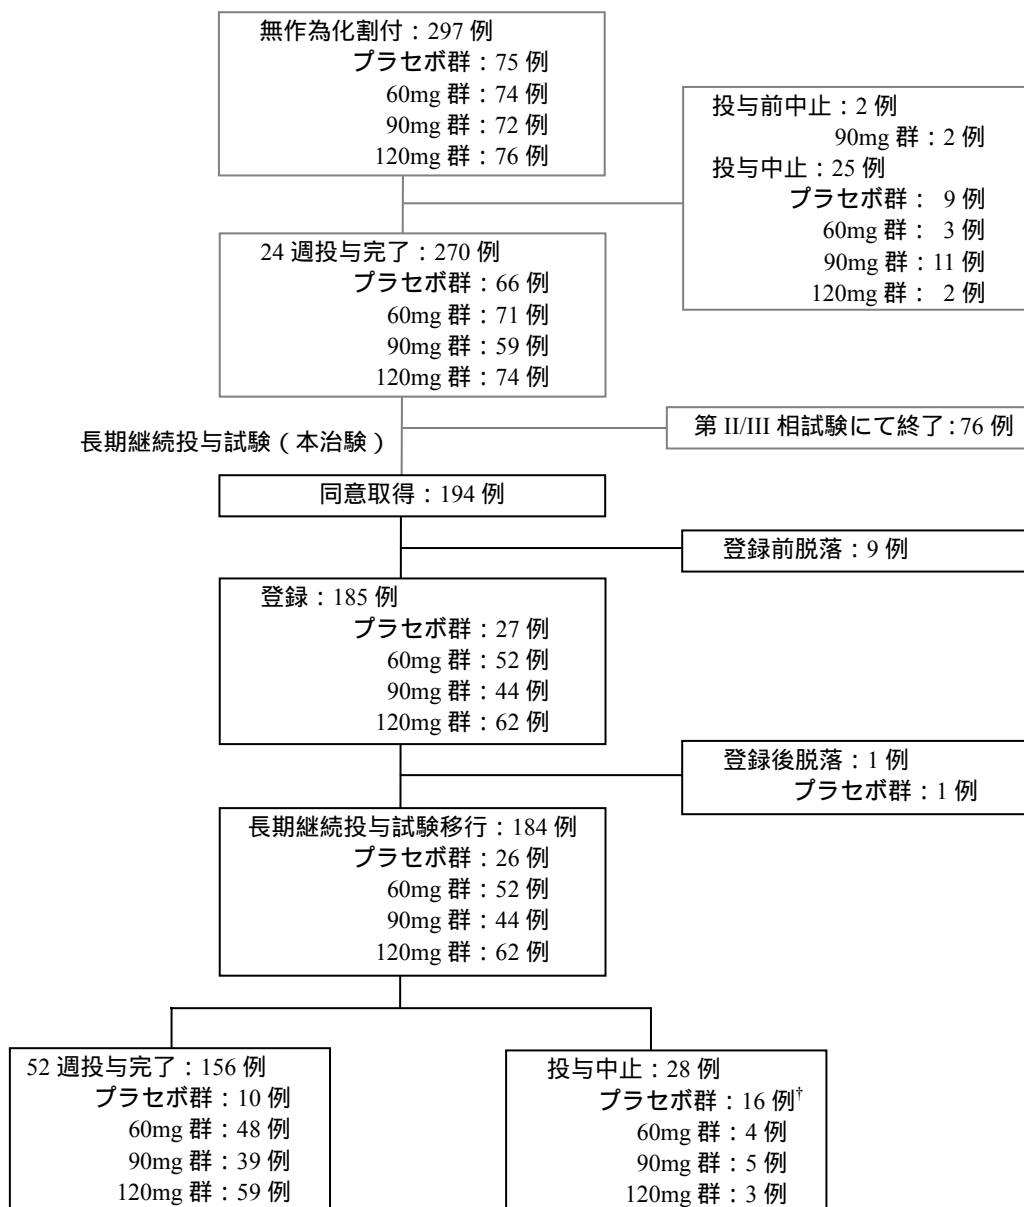 無作為化割付：297 例
プラセボ群：75 例
60mg 群：74 例
90mg 群：72 例
120mg 群：76 例
投与前中止：2 例
90mg 群：2 例
投与中止：25 例
プラセボ群： 9 例
60mg 群： 3 例
90mg 群：11 例
120mg 群： 2 例
24 週投与完了：270 例
プラセボ群：66 例
60mg 群：71 例
90mg 群：59 例
120mg 群：74 例
第 II/III 相試験にて終了：76 例
長期継続投与試験（本治験）
同意取得：194 例
登録前脱落：9 例
登録：185 例
プラセボ群：27 例
60mg 群：52 例
90mg 群：44 例
120mg 群：62 例
登録後脱落：1 例
プラセボ群：1 例
長期継続投与試験移行：184 例
プラセボ群：26 例
60mg 群：52 例
90mg 群：44 例
120mg 群：62 例
52 週投与完了：156 例
プラセボ群：10 例
60mg 群：48 例
90mg 群：39 例
120mg 群：59 例
投与中止：28 例
プラセボ群：16 例†
60mg 群：4 例
90mg 群：5 例
120mg 群：3 例